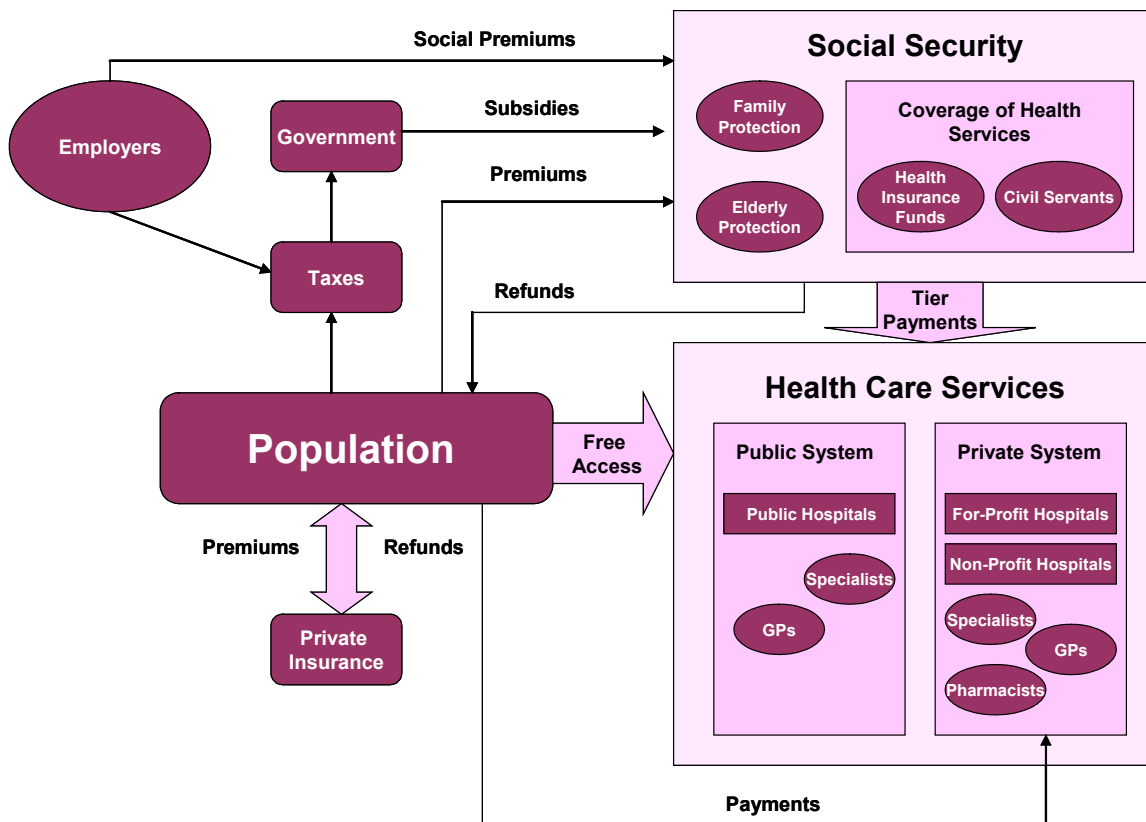 Social Premiums
Social Security
Employers
Government
Subsidies
Family
Protection
Coverage of Health
Services
Premiums
Health
Insurance
Funds
Civil Servants
Elderly
Protection
Taxes
Refunds
Tier
Payments
Population
Free
Access
Health Care Services
Public System
Private System
Public Hospitals
For-Profit Hospitals
Non-Profit Hospitals
Premiums
Refunds
Specialists
GPs
Specialists
GPs
Pharmacists
Private
Insurance
Payments